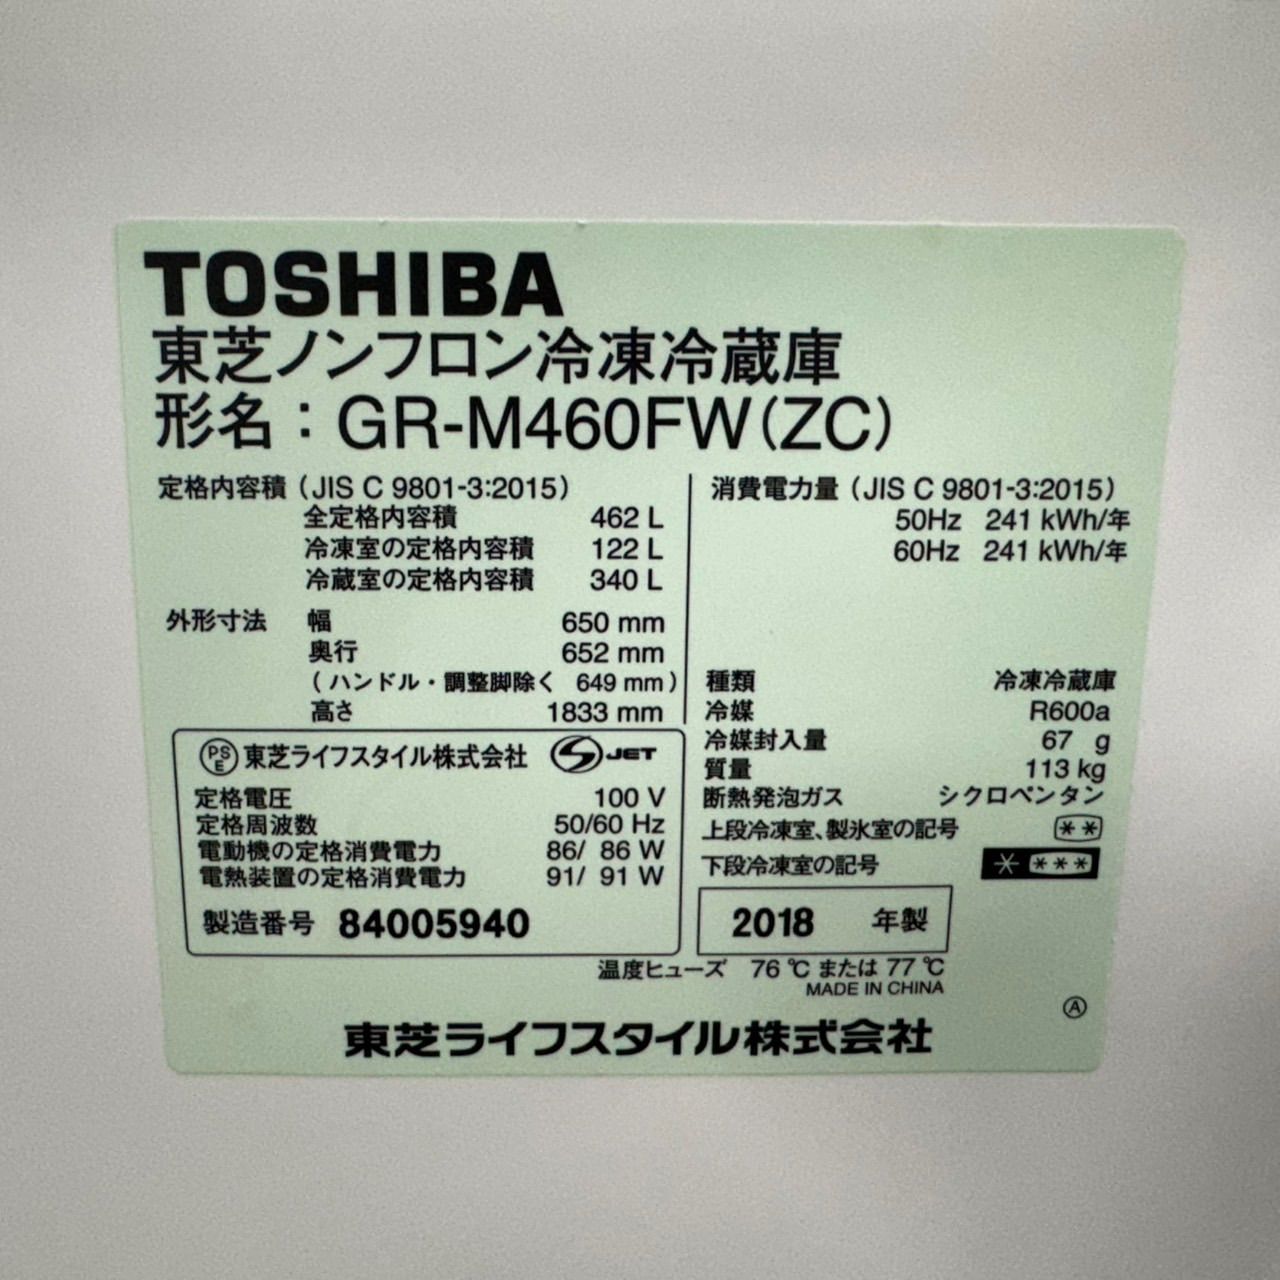 TOSHIBA
東芝ノンフロン冷凍冷蔵庫
形名：GR-M460FW(ZC)
定格内容積（JIS C 9801-3:2015）
全定格内容積 462 L
冷凍室の定格内容積 122 L
冷蔵室の定格内容積 340 L
外形寸法 幅 650 mm
奥行 652 mm
（ハンドル・調整脚除く 649 mm）
高さ 1833 mm
消費電力量（JIS C 9801-3:2015）
50Hz 241 kWh/年
60Hz 241 kWh/年
種類 冷凍冷蔵庫
冷媒 R600a
冷媒封入量 67 g
質量 113 kg
断熱発泡ガス シクロペンタン
上段冷凍室、製氷室の記号 **
下段冷凍室の記号 * ***
PSE 東芝ライフスタイル株式会社 S JET
定格電圧 100 V
定格周波数 50/60 Hz
電動機の定格消費電力 86/ 86 W
電熱装置の定格消費電力 91/ 91 W
製造番号 84005940
2018 年製
温度ヒューズ 76 ℃ または 77 ℃
MADE IN CHINA
Ⓐ
東芝ライフスタイル株式会社